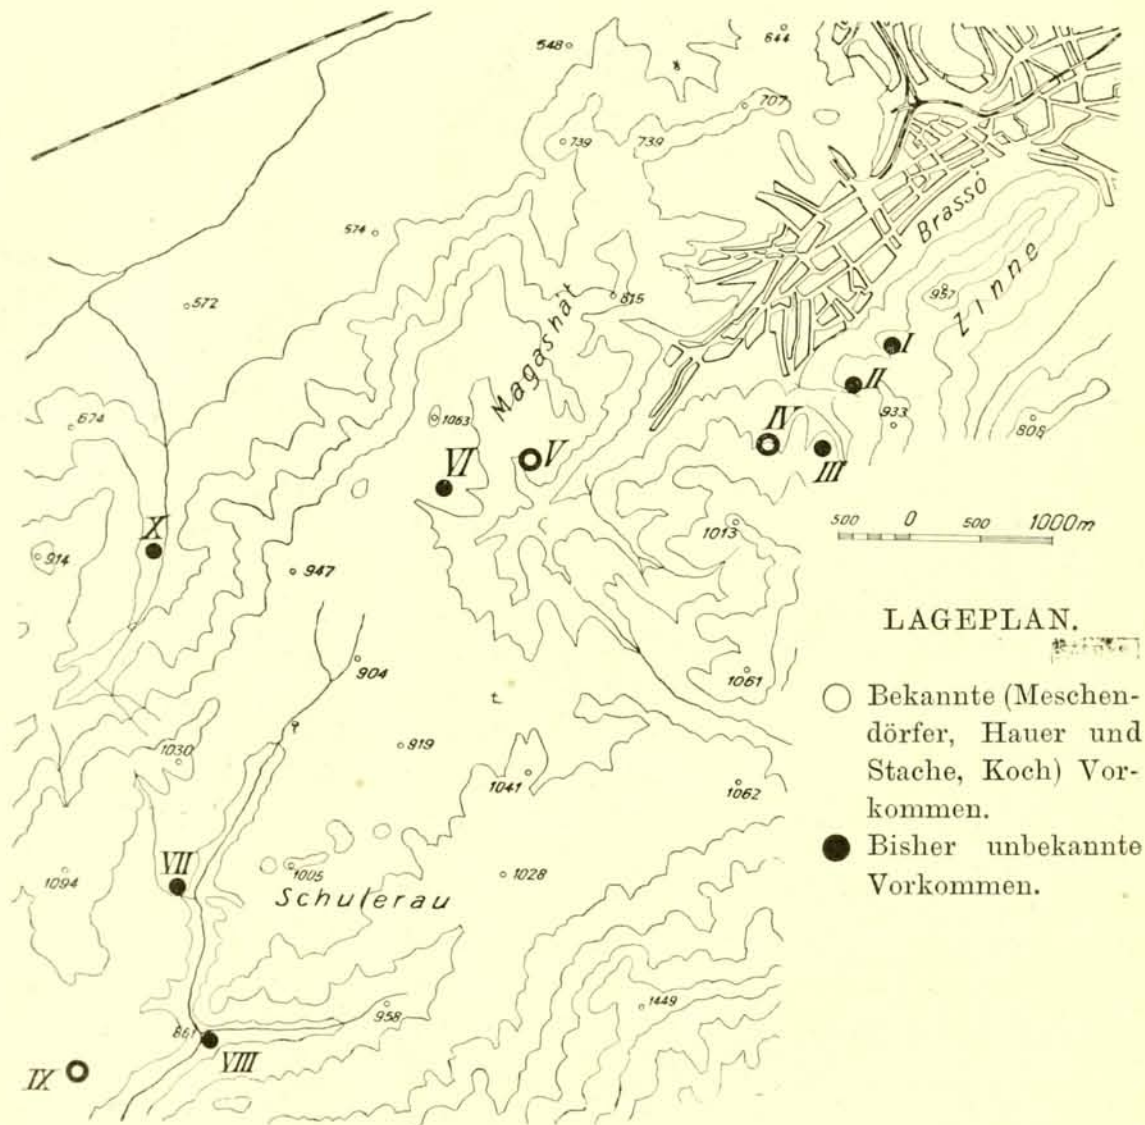 548
644
707
739
739
574
Brassó
572
815
957
Zinne
Magashát
I
II
1063
674
933
808
IV
V
VI
III
1013
500 0 500 1000m
X
914
947
LAGEPLAN.
904
1061
Bekannte (Meschen-
dörfer, Hauer und
Stache, Koch) Vor-
kommen.
Bisher unbekannte
Vorkommen.
t
1030
819
1041
1062
VII
1094
1005
1028
Schulerau
1449
958
861
VIII
IX